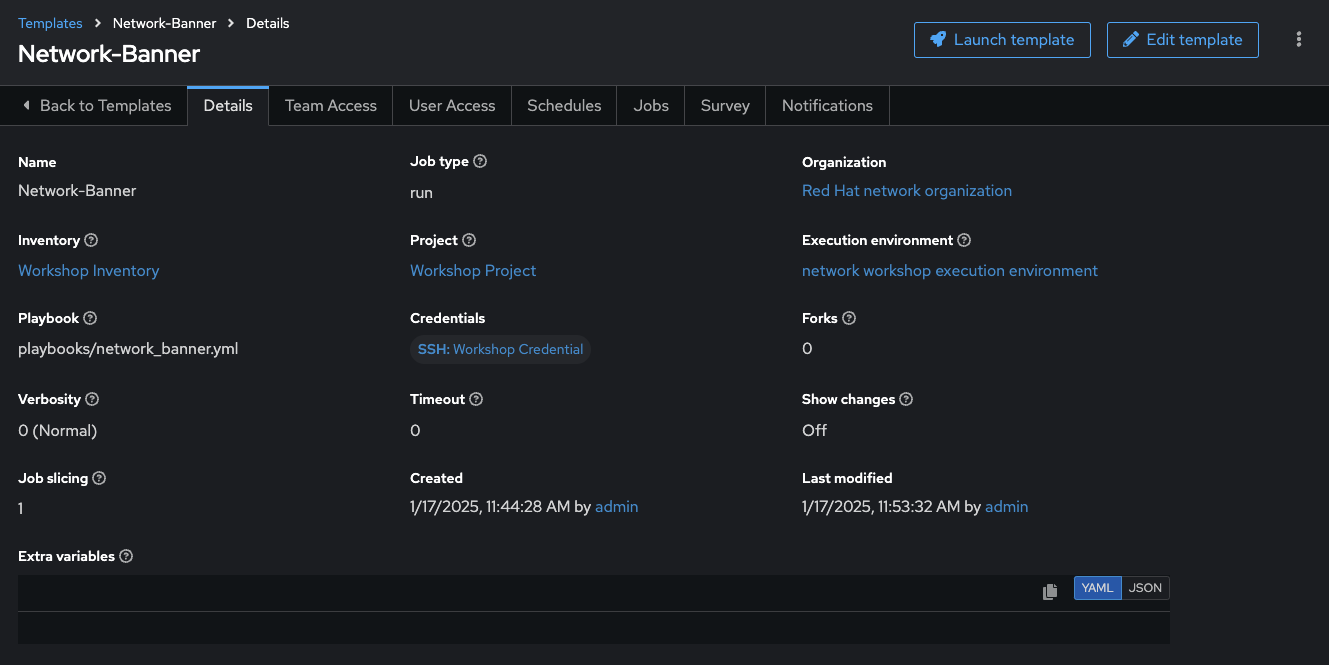 Templates > Network-Banner > Details
Network-Banner
Launch template
Edit template
Back to Templates
Details
Team Access
User Access
Schedules
Jobs
Survey
Notifications
Name
Network-Banner
Job type
run
Organization
Red Hat network organization
Inventory
Workshop Inventory
Project
Workshop Project
Execution environment
network workshop execution environment
Playbook
playbooks/network_banner.yml
Credentials
SSH: Workshop Credential
Forks
0
Verbosity
0 (Normal)
Timeout
0
Show changes
Off
Job slicing
1
Created
1/17/2025, 11:44:28 AM by admin
Last modified
1/17/2025, 11:53:32 AM by admin
Extra variables
YAML
JSON